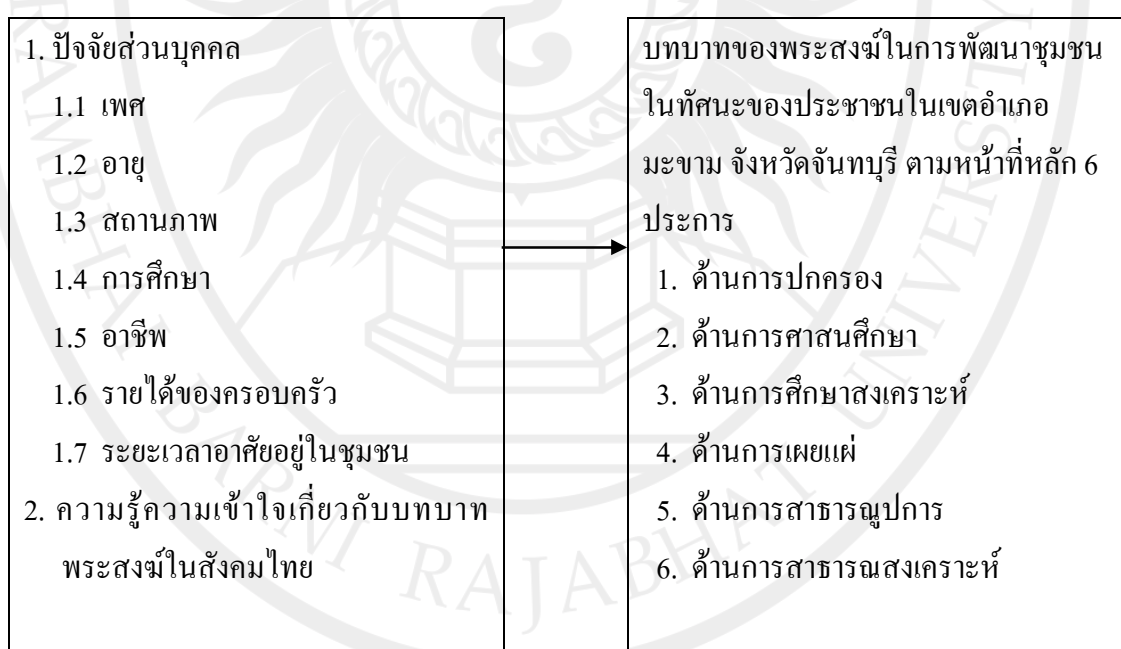 1. ปัจจัยส่วนบุคคล
1.1 เพศ
1.2 อายุ
1.3 สถานภาพ
1.4 การศึกษา
1.5 อาชีพ
1.6 รายได้ของครอบครัว
1.7 ระยะเวลาอาศัยอยู่ในชุมชน
2. ความรู้ความเข้าใจเกี่ยวกับบทบาท
พระสงฆ์ในสังคมไทย
บทบาทของพระสงฆ์ในการพัฒนาชุมชน
ในทัศนะของประชาชนในเขตอำเภอ
มะขาม จังหวัดจันทบุรี ตามหน้าที่หลัก 6
ประการ
1. ด้านการปกครอง
2. ด้านการศาสนศึกษา
3. ด้านการศึกษาสงเคราะห์
4. ด้านการเผยแผ่
5. ด้านการสาธารณูปการ
6. ด้านการสาธารณสงเคราะห์
RAMBHAI BARNI RAJABHAT UNIVERSITY